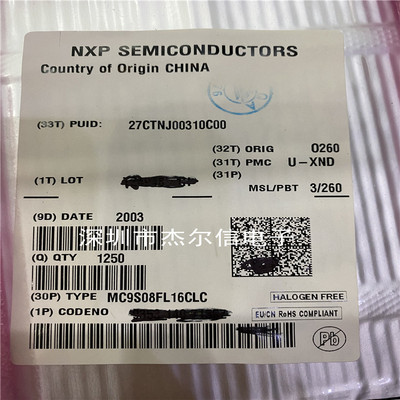 NXP SEMICONDUCTORS
Country of Origin CHINA
(33T) PUID: 27CTNJ00310C00
(32T) ORIG O260
(31T) PMC U-XND
(31P)
(1T) LOT
MSL/PBT 3/260
(9D) DATE 2003
深圳市杰尔信电子
(Q) QTY 1250
(30P) TYPE MC9S08FL16CLC
HALOGEN FREE
(1P) CODENO
EU/CN RoHS COMPLIANT
Pb